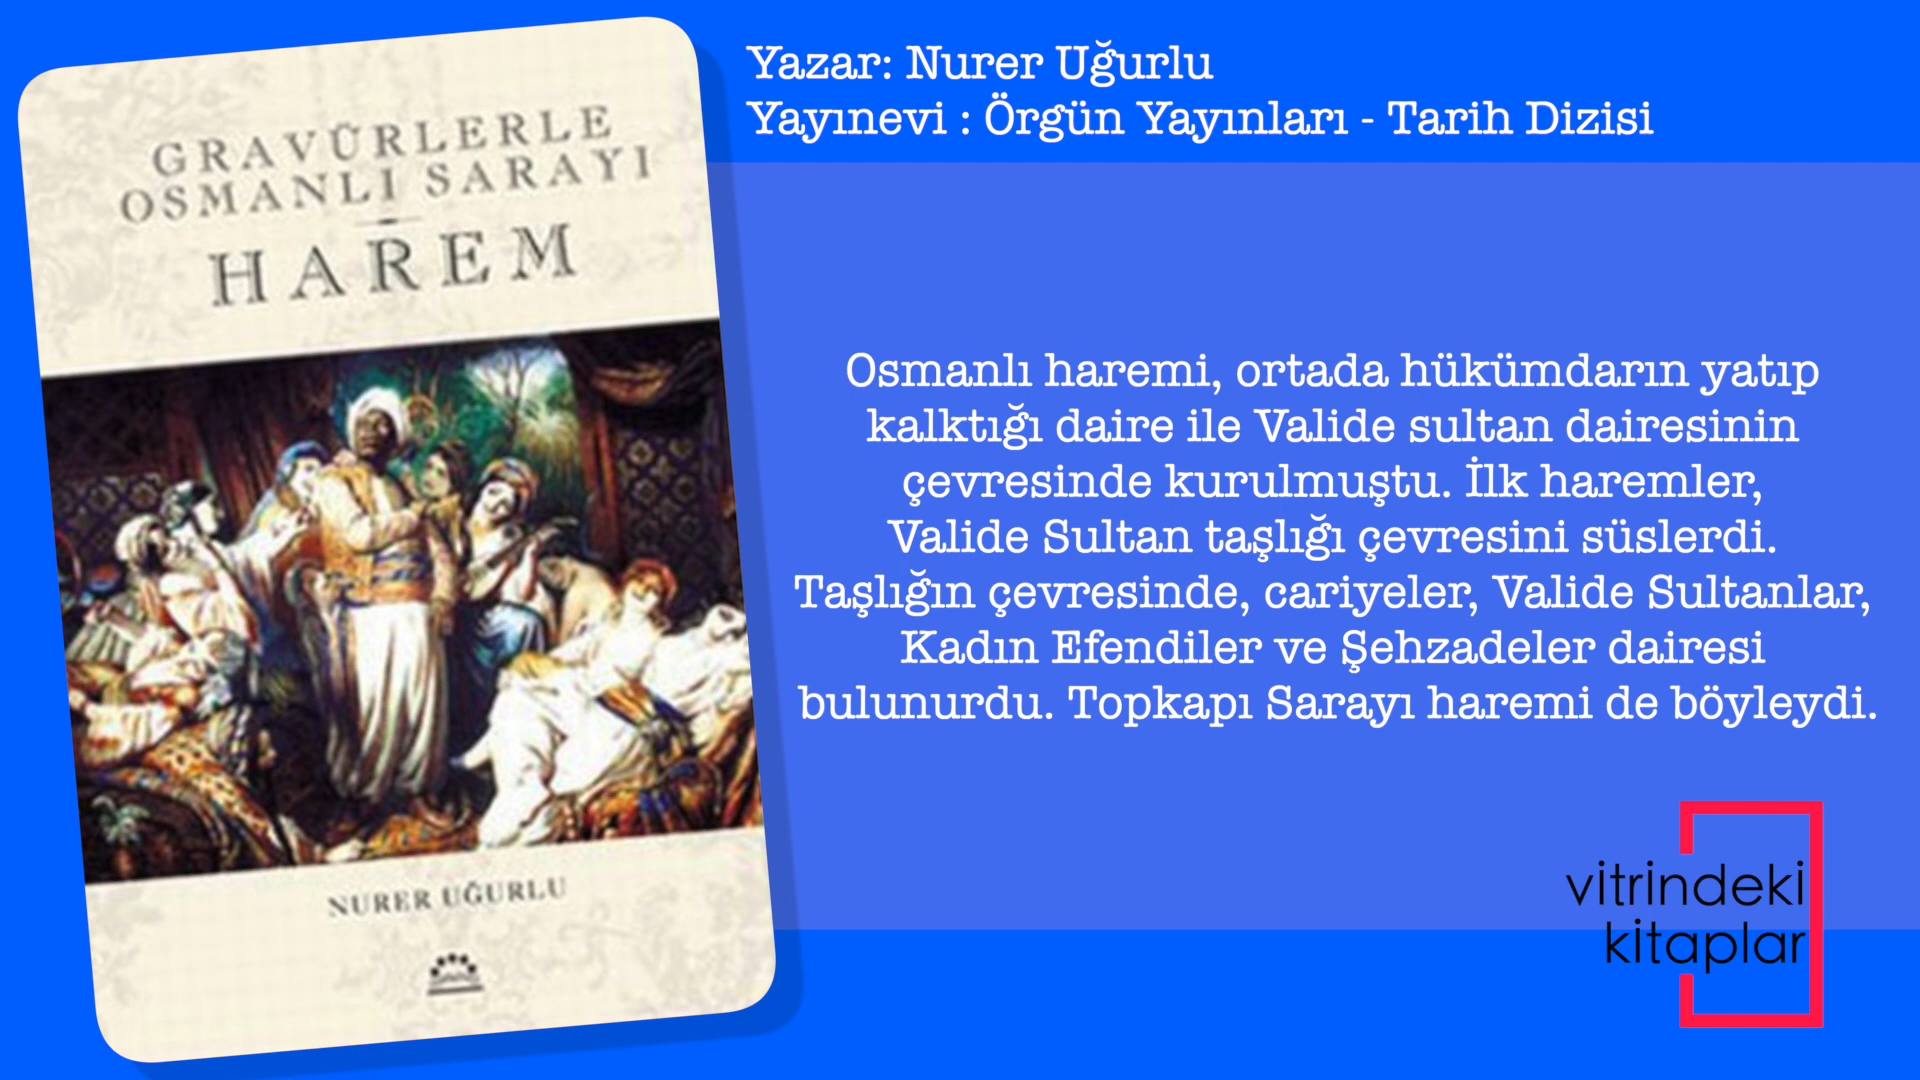 GRAVÜRLERLE
OSMANLI SARAYI
HAREM
NURER UĞURLU
Yazar: Nurer Uğurlu
Yayınevi : Örgün Yayınları - Tarih Dizisi
Osmanlı haremi, ortada hükümdarın yatıp
kalktığı daire ile Valide sultan dairesinin
çevresinde kurulmuştu. İlk haremler,
Valide Sultan taşlığı çevresini süslerdi.
Taşlığın çevresinde, cariyeler, Valide Sultanlar,
Kadın Efendiler ve Şehzadeler dairesi
bulunurdu. Topkapı Sarayı haremi de böyleydi.
vitrindeki
kitaplar